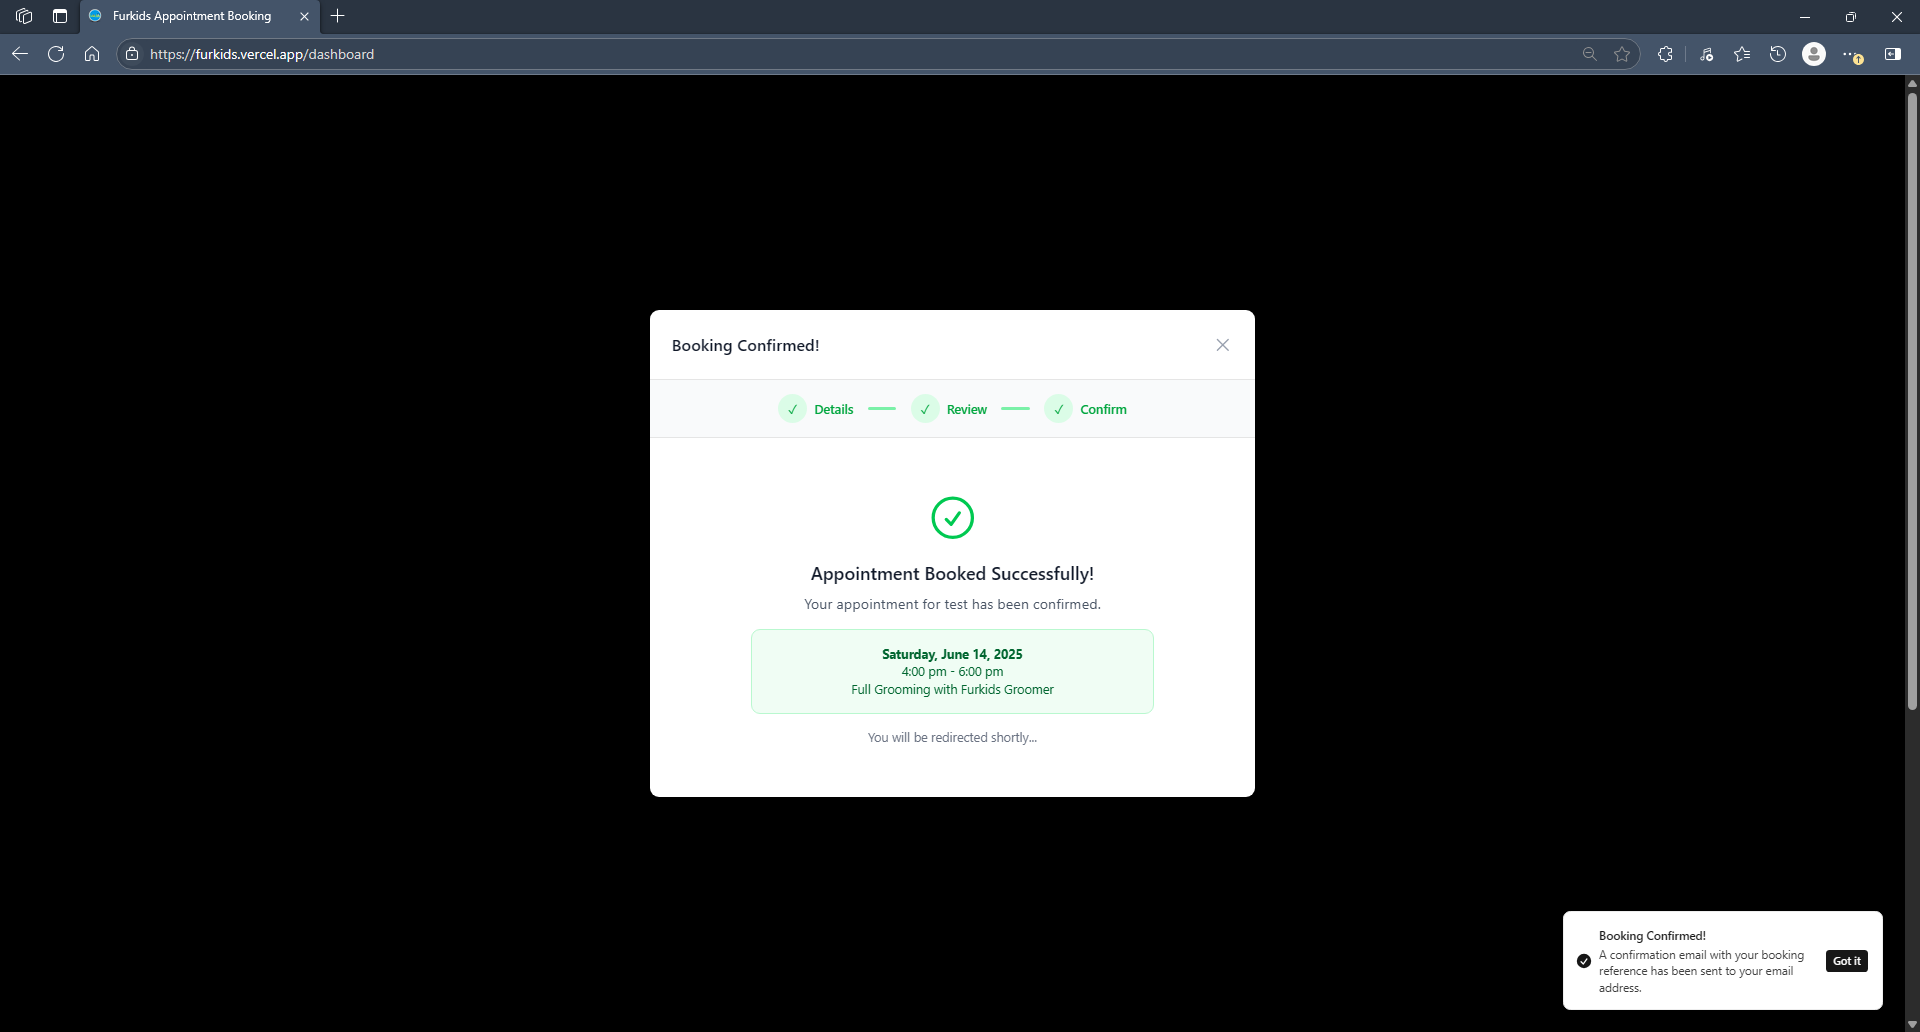 Furkids Appointment Booking
https://furkids.vercel.app/dashboard
Booking Confirmed!
✓ Details ✓ Review ✓ Confirm
Appointment Booked Successfully!
Your appointment for test has been confirmed.
Saturday, June 14, 2025
4:00 pm - 6:00 pm
Full Grooming with Furkids Groomer
You will be redirected shortly...
Booking Confirmed!
A confirmation email with your booking
reference has been sent to your email
address.
Got it